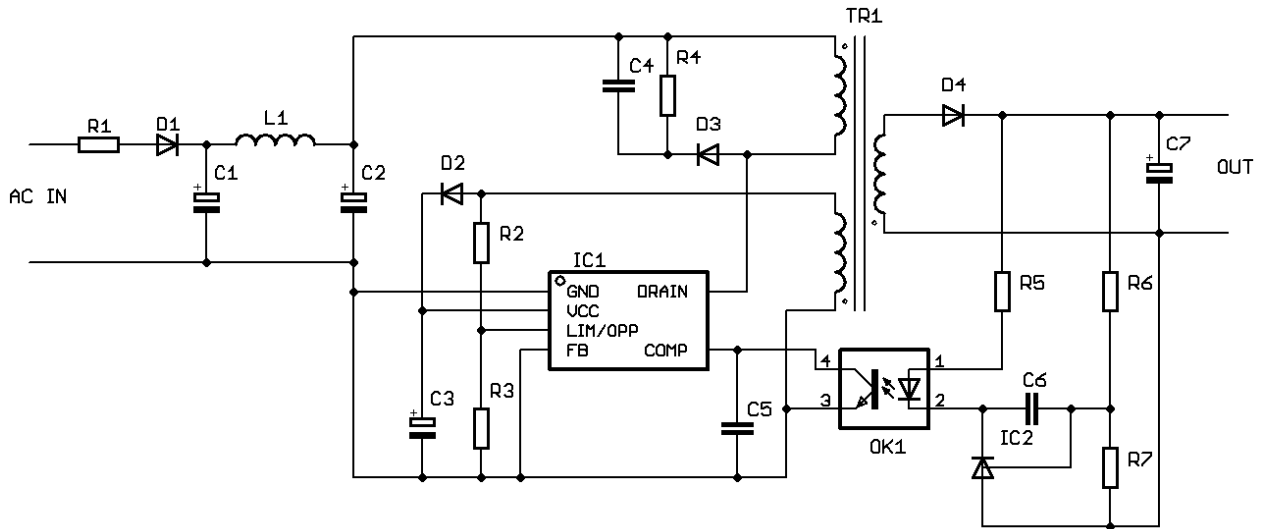 TR1
C4
R4
D4
R1
D1
L1
D3
C7
C1
C2
D2
OUT
AC IN
+
+
+
R2
IC1
GND
DRAIN
VCC
LIM/OPP
FB
COMP
R5
R6
4
1
C3
R3
C5
3
2
C6
+
OK1
IC2
R7